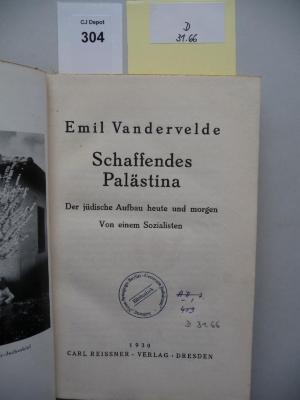 CJ Depot
304
D
31.66
Emil Vandervelde
Schaffendes
Palästina
Der jüdische Aufbau heute und morgen
Von einem Sozialisten
D 31.66
1930
CARL REISSNER - VERLAG - DRESDEN